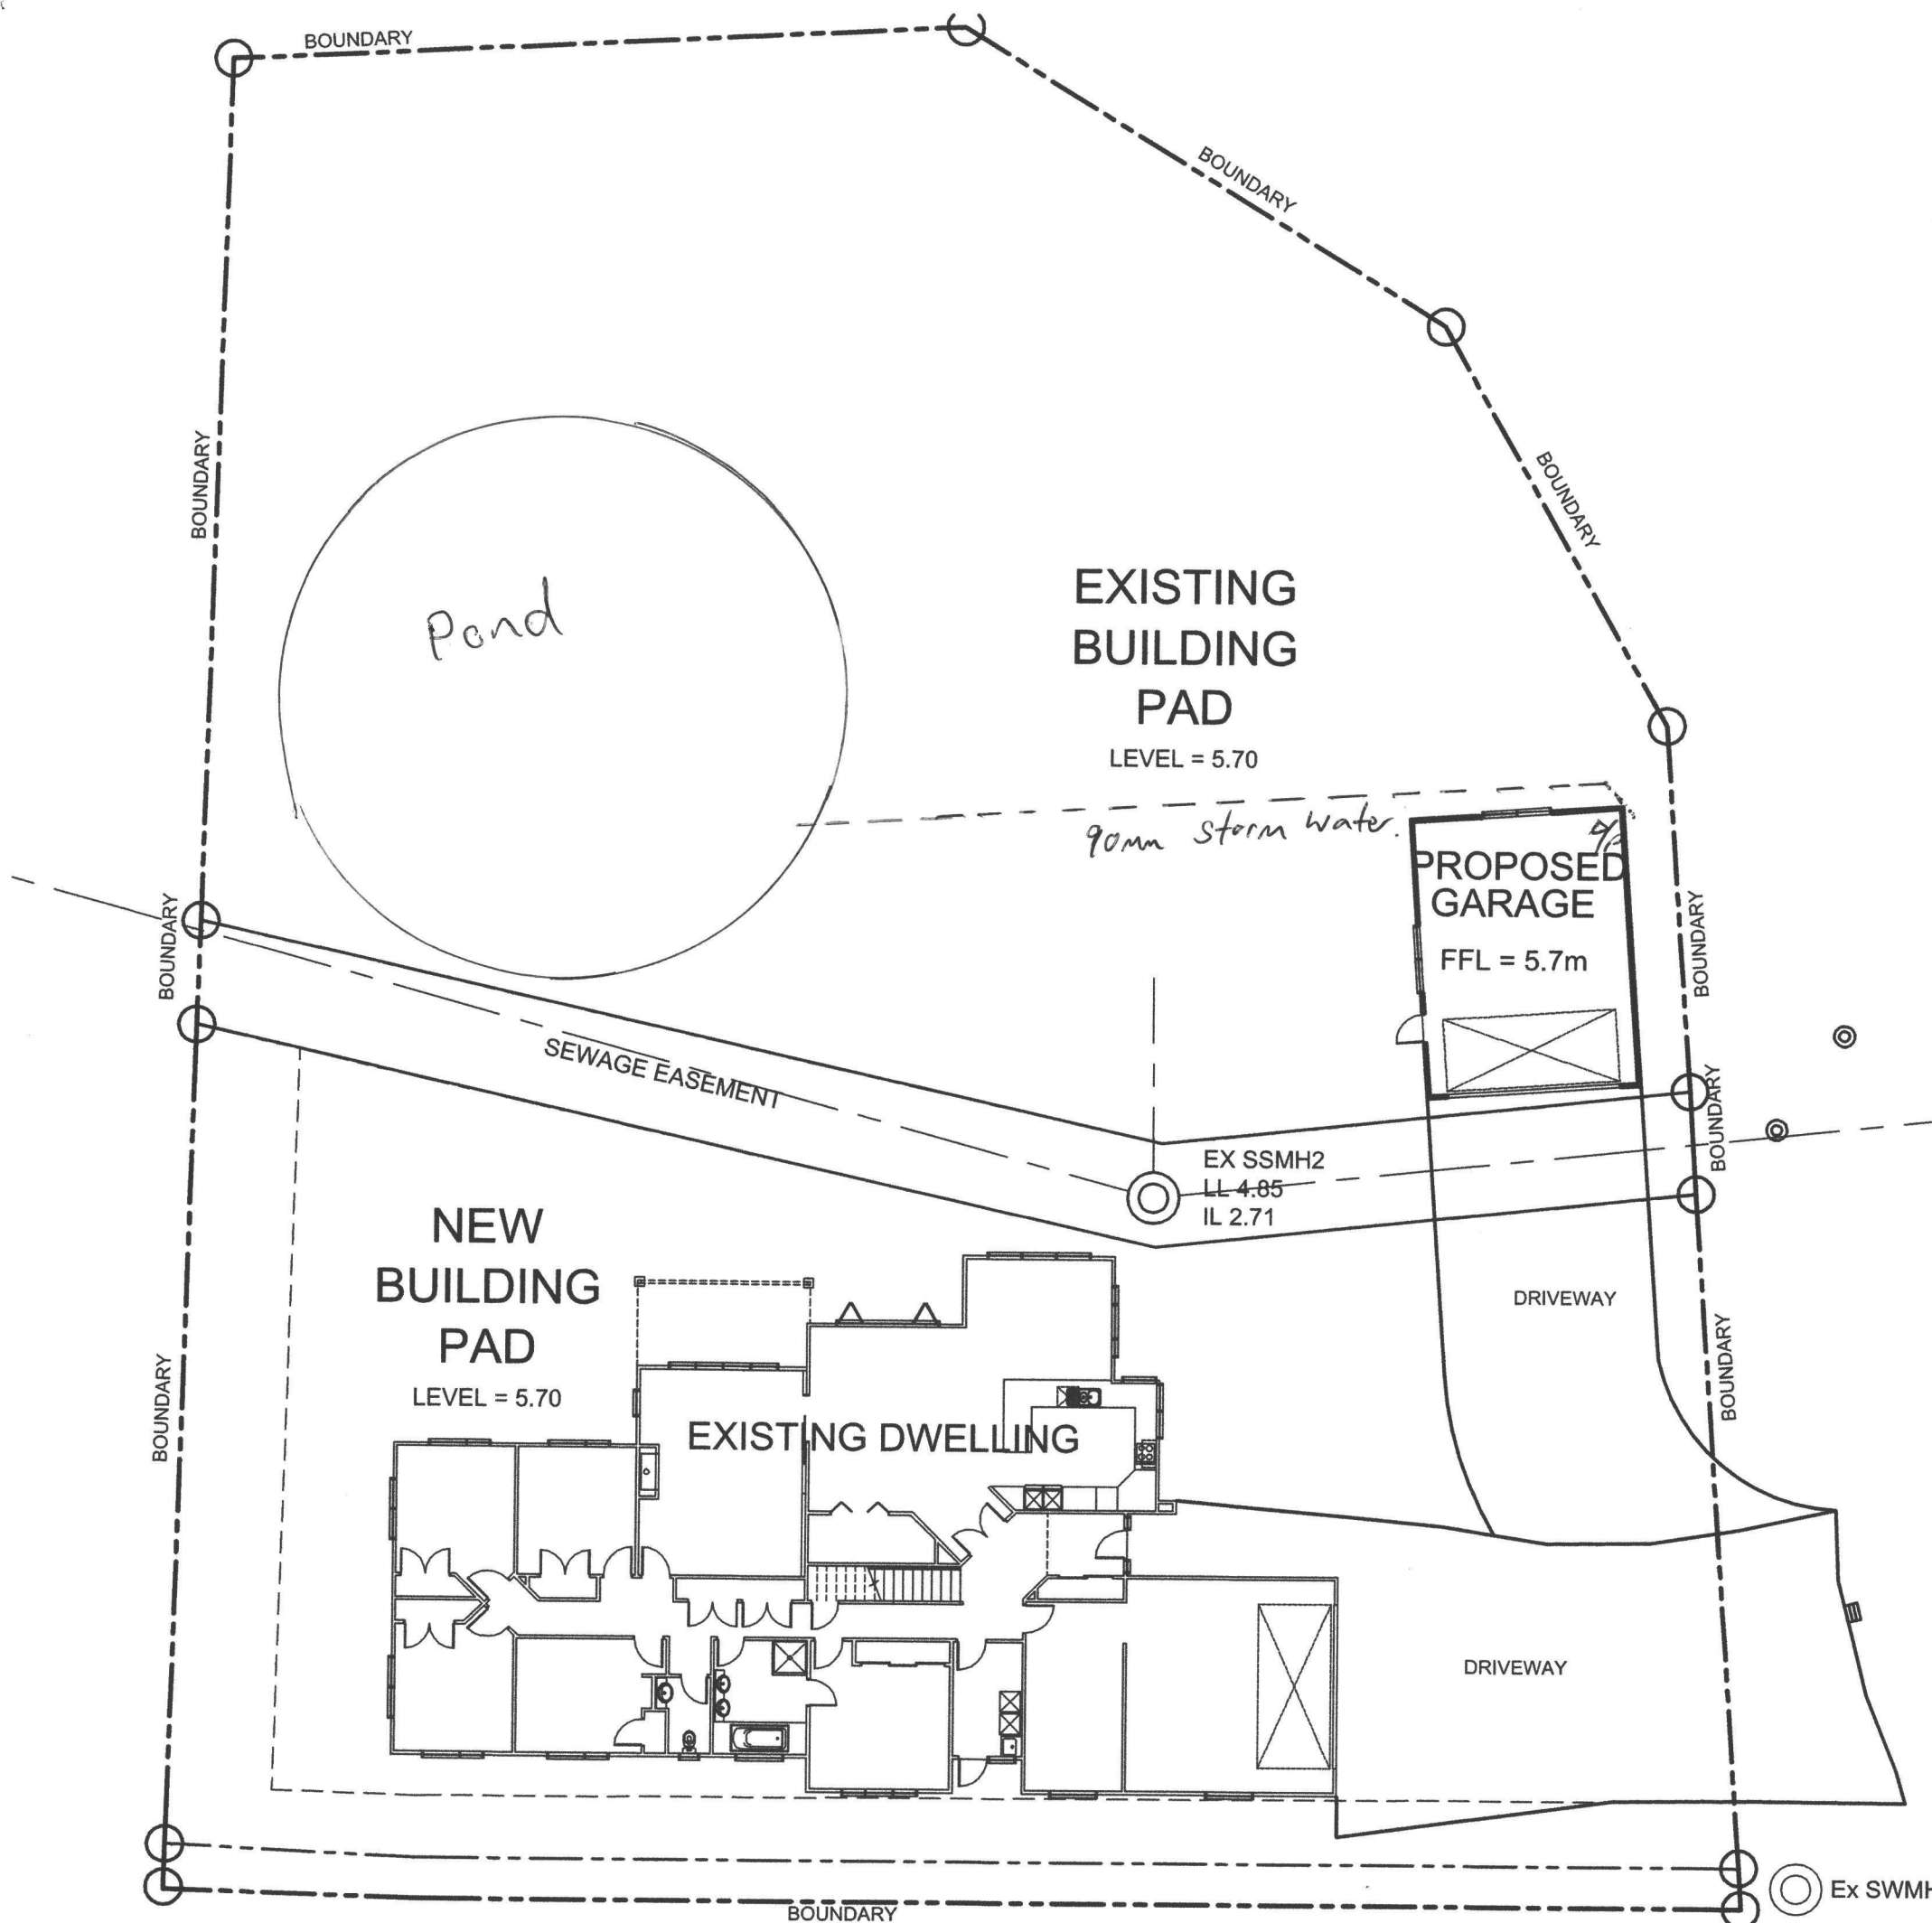 BOUNDARY
BOUNDARY
BOUNDARY
BOUNDARY
Pond
EXISTING
BUILDING
PAD
LEVEL = 5.70
90mm Storm Water.
PROPOSED
GARAGE
FFL = 5.7m
BOUNDARY
BOUNDARY
SEWAGE EASEMENT
BOUNDARY
EX SSMH2
LL 4.85
IL 2.71
NEW
BUILDING
PAD
LEVEL = 5.70
DRIVEWAY
BOUNDARY
BOUNDARY
EXISTING DWELLING
DRIVEWAY
Ex SWMH
BOUNDARY